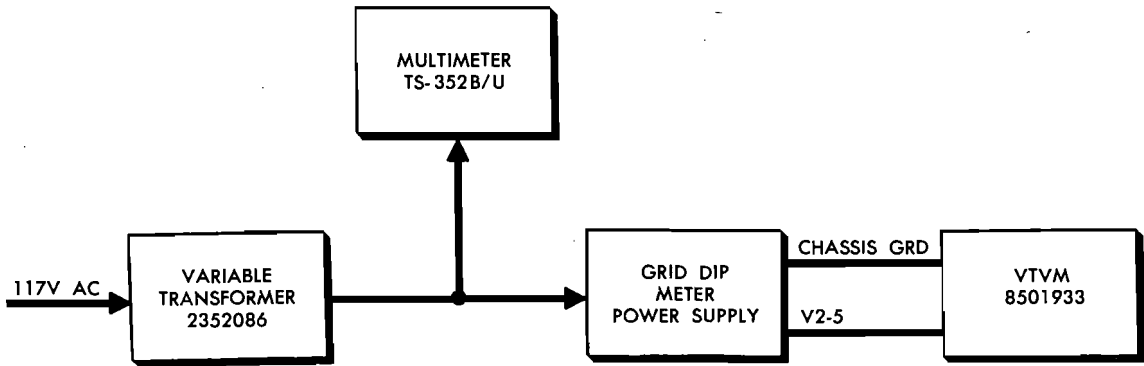 MULTIMETER
TS-352B/U
117V AC
VARIABLE
TRANSFORMER
2352086
GRID DIP
METER
POWER SUPPLY
CHASSIS GRD
V2-5
VTVM
8501933